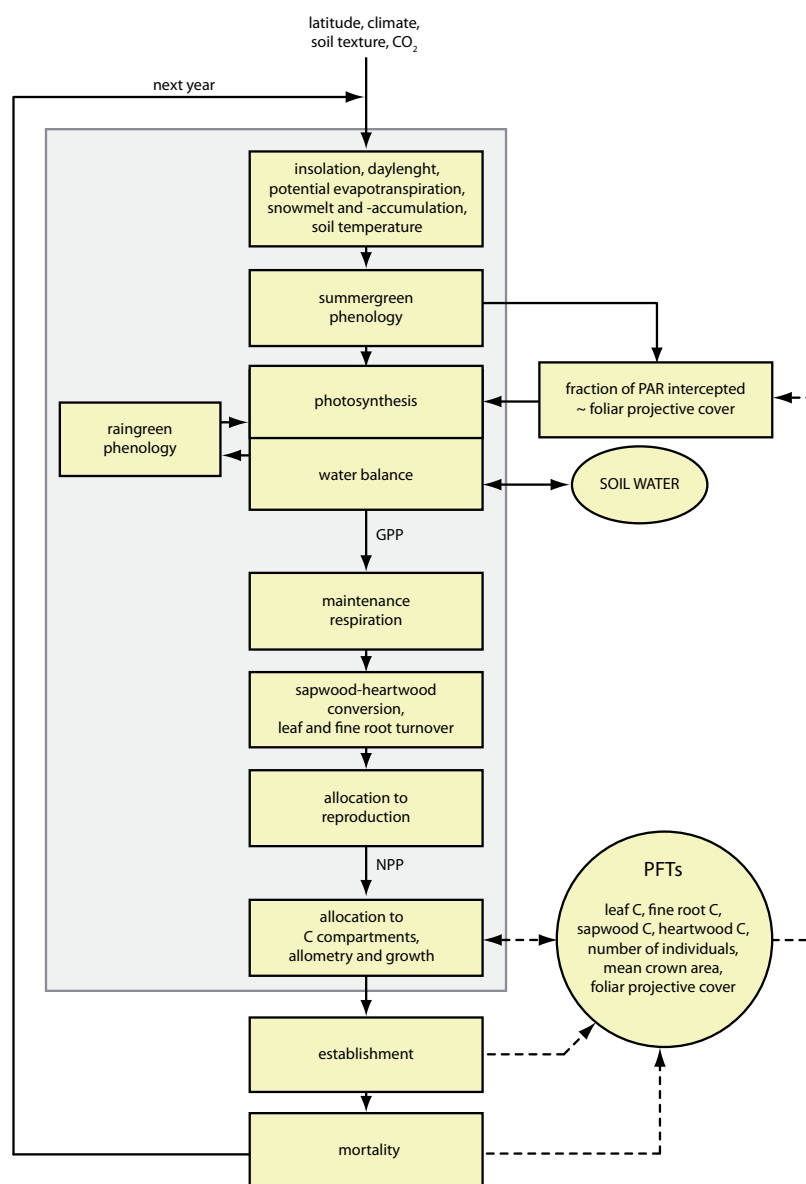 latitude, climate,
soil texture, CO₂
next year
insolation, daylenght,
potential evapotranspiration,
snowmelt and -accumulation,
soil temperature
summergreen
phenology
photosynthesis
fraction of PAR intercepted
~ foliar projective cover
raingreen
phenology
water balance
SOIL WATER
GPP
maintenance
respiration
sapwood-heartwood
conversion,
leaf and fine root turnover
allocation to
reproduction
NPP
PFTs
leaf C, fine root C,
sapwood C, heartwood C,
number of individuals,
mean crown area,
foliar projective cover
allocation to
C compartments,
allometry and growth
establishment
mortality